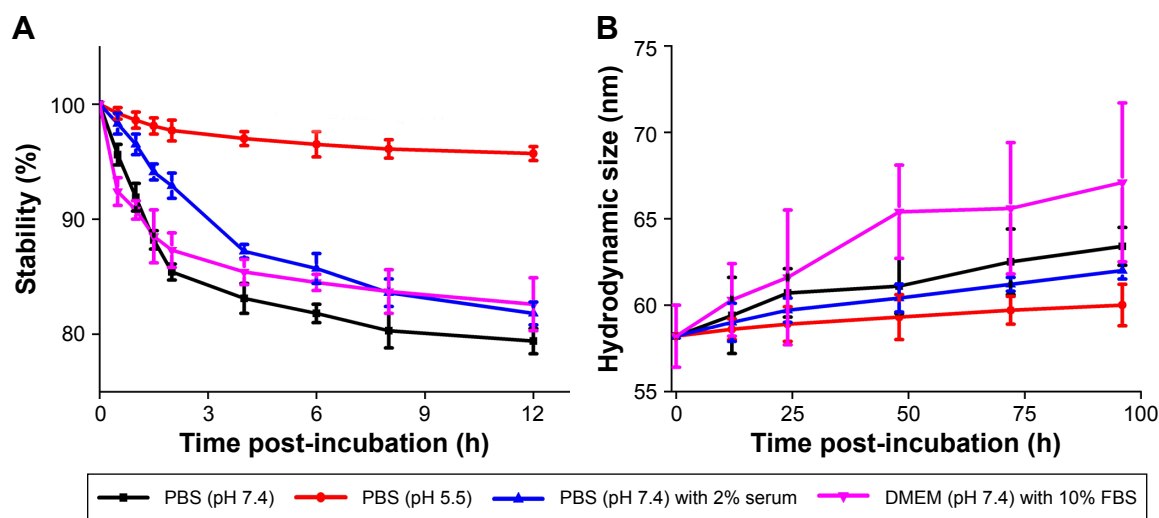 A
B
Stability (%)
100
90
80
0
3
6
9
12
Time post-incubation (h)
Hydrodynamic size (nm)
75
70
65
60
55
0
25
50
75
100
Time post-incubation (h)
PBS (pH 7.4)
PBS (pH 5.5)
PBS (pH 7.4) with 2% serum
DMEM (pH 7.4) with 10% FBS